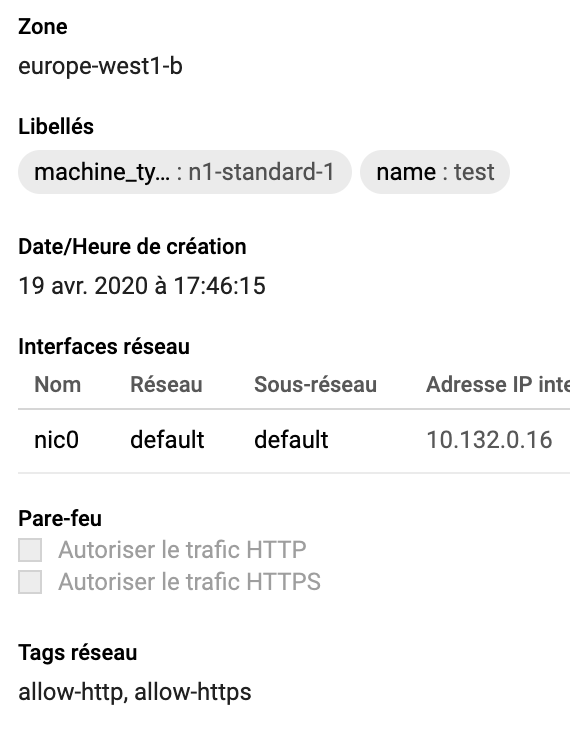 Zone
europe-west1-b
Libellés
machine_ty... : n1-standard-1 name : test
Date/Heure de création
19 avr. 2020 à 17:46:15
Interfaces réseau
Nom Réseau Sous-réseau Adresse IP inte
nic0 default default 10.132.0.16
Pare-feu
Autoriser le trafic HTTP
Autoriser le trafic HTTPS
Tags réseau
allow-http, allow-https